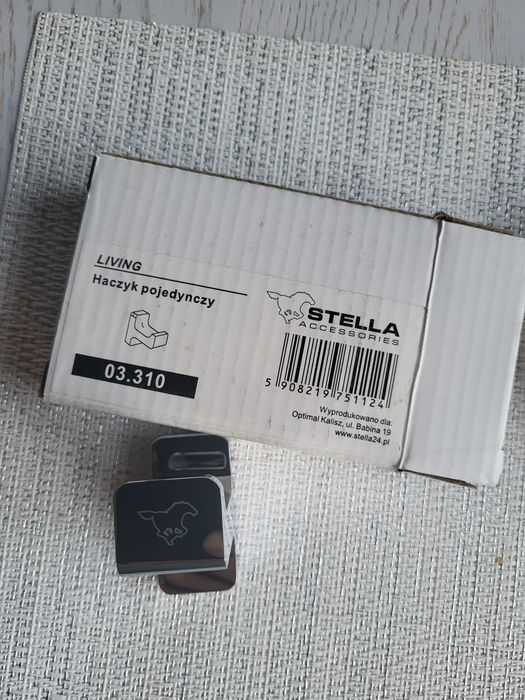 LIVING
Haczyk pojedynczy
03.310
STELLA
ACCESSORIES
5 908219 751124
Wyprodukowano dla:
Optimal Kalisz, ul. Babina 19
www.stella24.pl